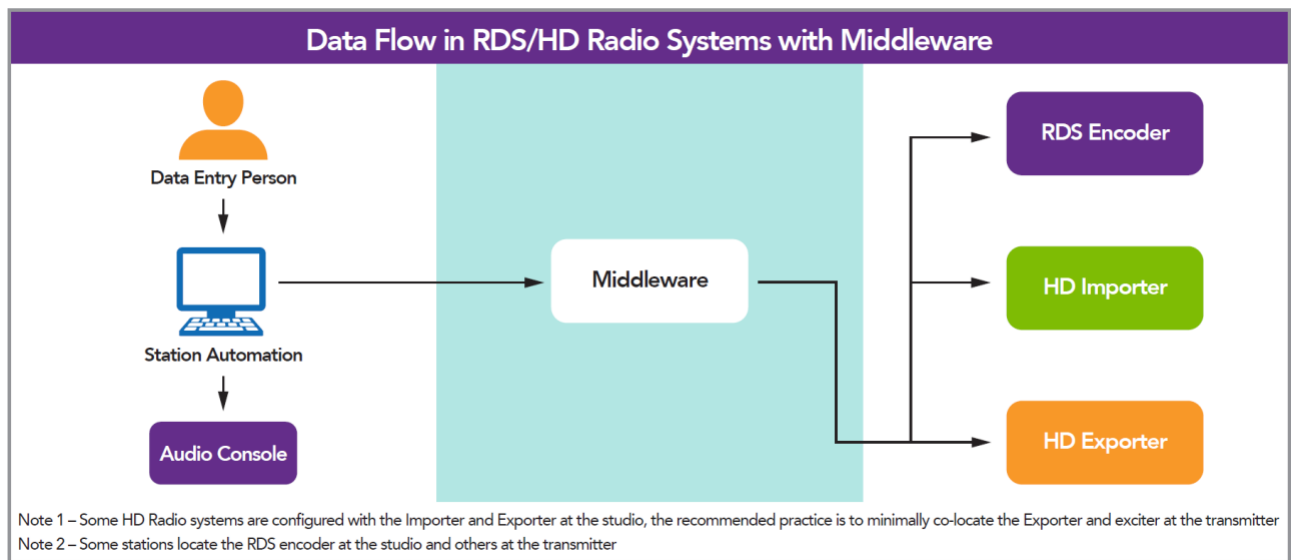 Data Flow in RDS/HD Radio Systems with Middleware
Data Entry Person
Station Automation
Audio Console
Middleware
RDS Encoder
HD Importer
HD Exporter
Note 1 – Some HD Radio systems are configured with the Importer and Exporter at the studio, the recommended practice is to minimally co-locate the Exporter and exciter at the transmitter
Note 2 – Some stations locate the RDS encoder at the studio and others at the transmitter